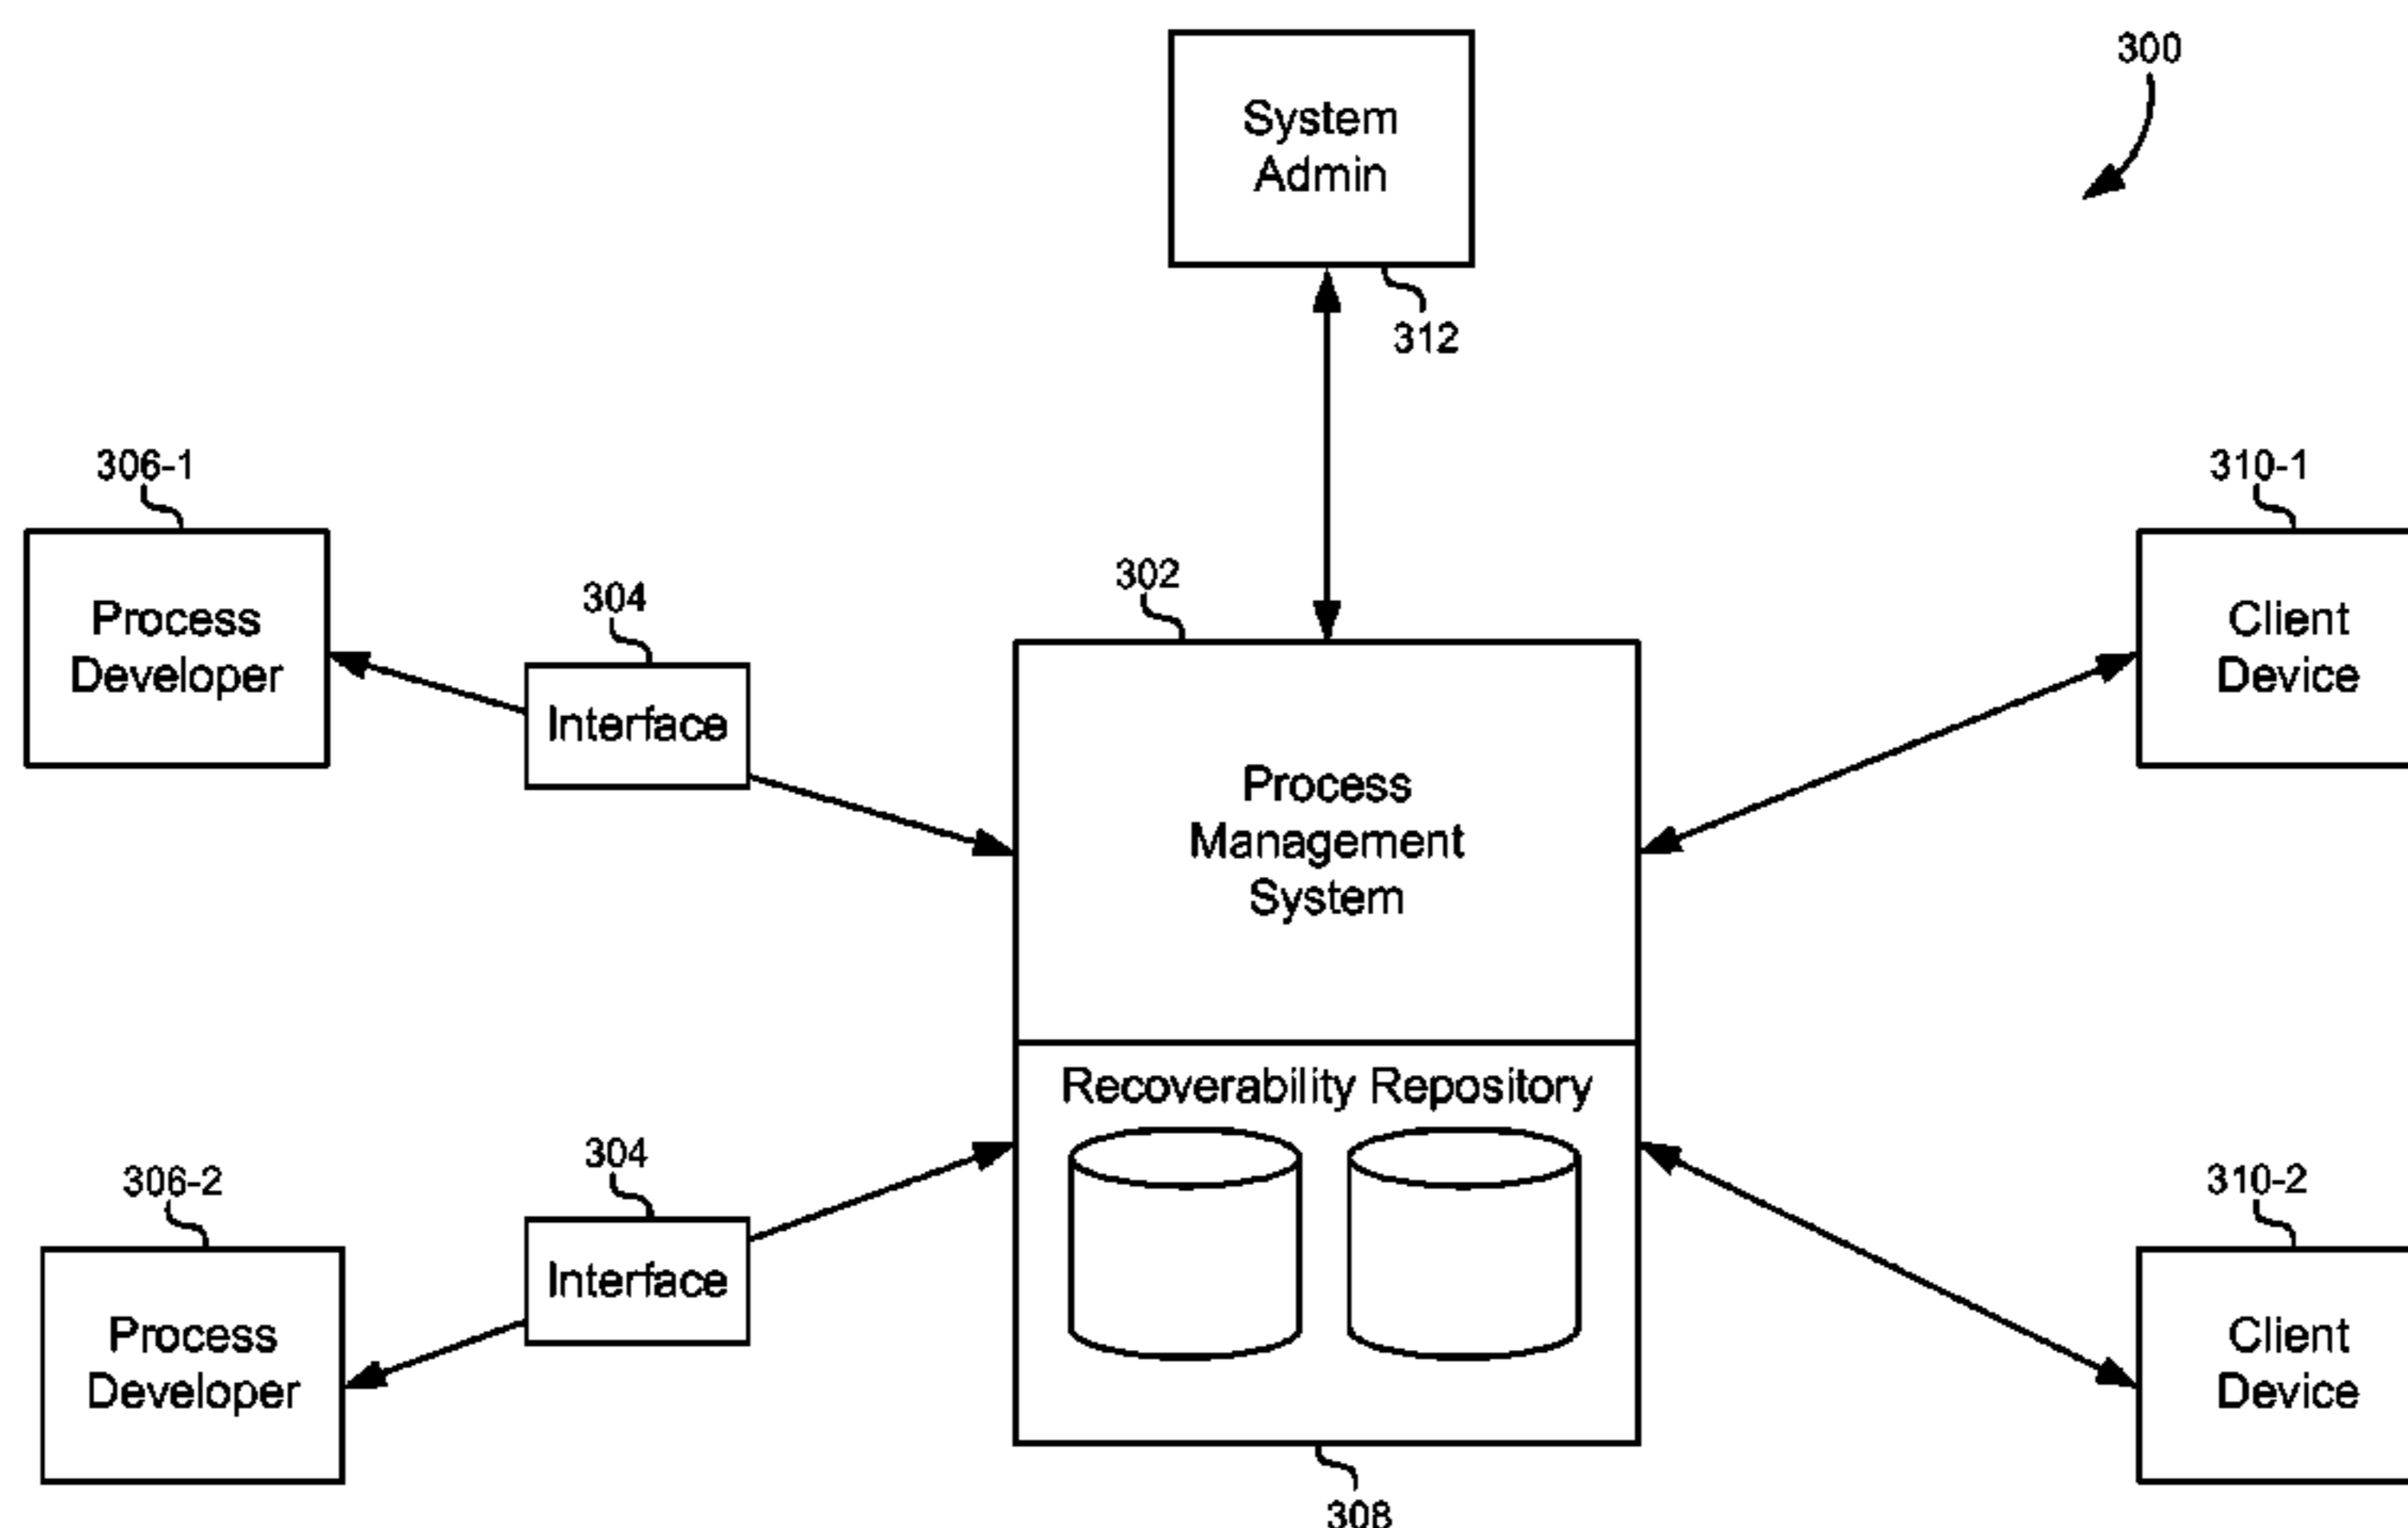 300
System
Admin
312
306-1
Process
Developer
304
Interface
302
Process
Management
System
310-1
Client
Device
Recoverability Repository
308
306-2
Process
Developer
304
Interface
310-2
Client
Device